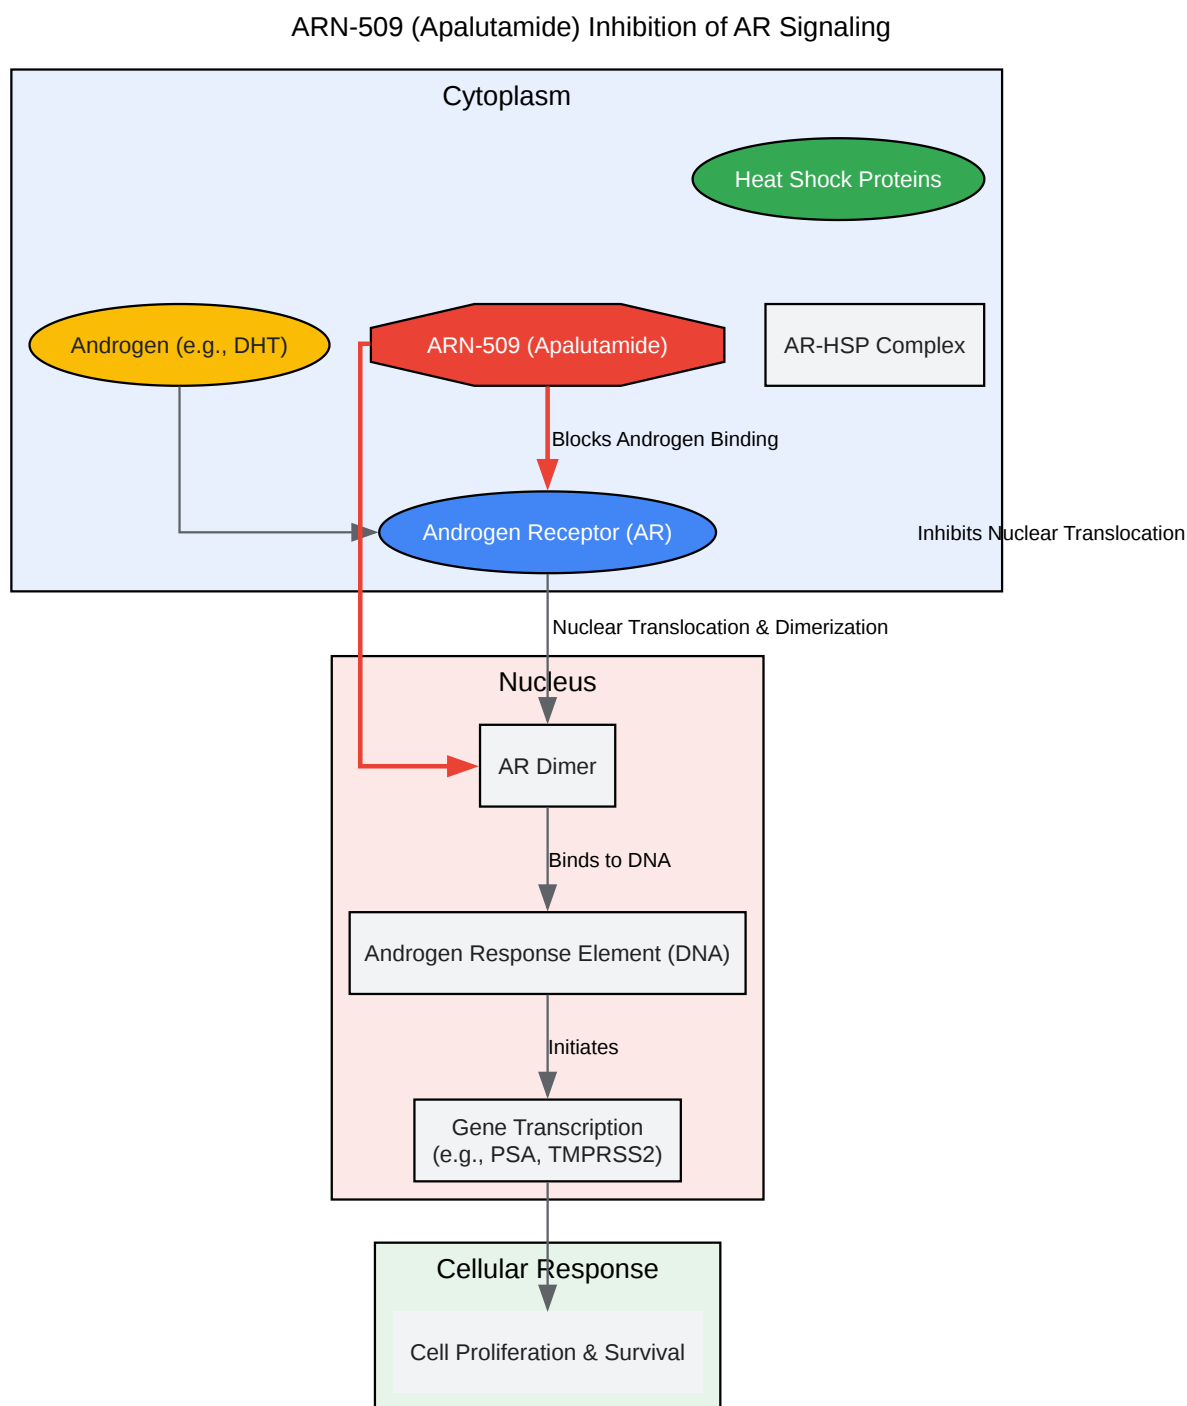 ARN-509 (Apalutamide) Inhibition of AR Signaling
Cytoplasm
Heat Shock Proteins
Androgen (e.g., DHT)
ARN-509 (Apalutamide)
AR-HSP Complex
Blocks Androgen Binding
Androgen Receptor (AR)
Inhibits Nuclear Translocation
Nuclear Translocation & Dimerization
Nucleus
AR Dimer
Binds to DNA
Androgen Response Element (DNA)
Initiates
Gene Transcription
(e.g., PSA, TMPRSS2)
Cellular Response
Cell Proliferation & Survival